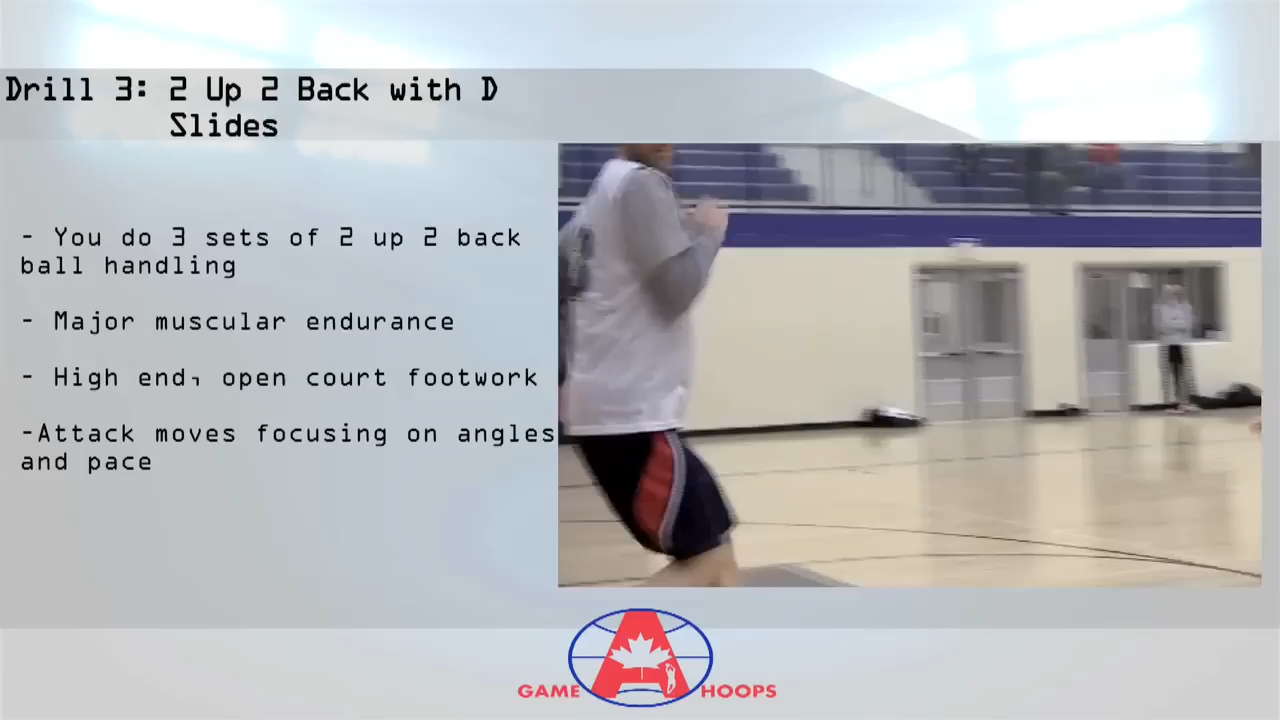 Drill 3: 2 Up 2 Back with D
Slides
- You do 3 sets of 2 up 2 back
ball handling
- Major muscular endurance
- High end, open court footwork
-Attack moves focusing on angles
and pace
GAME A HOOPS